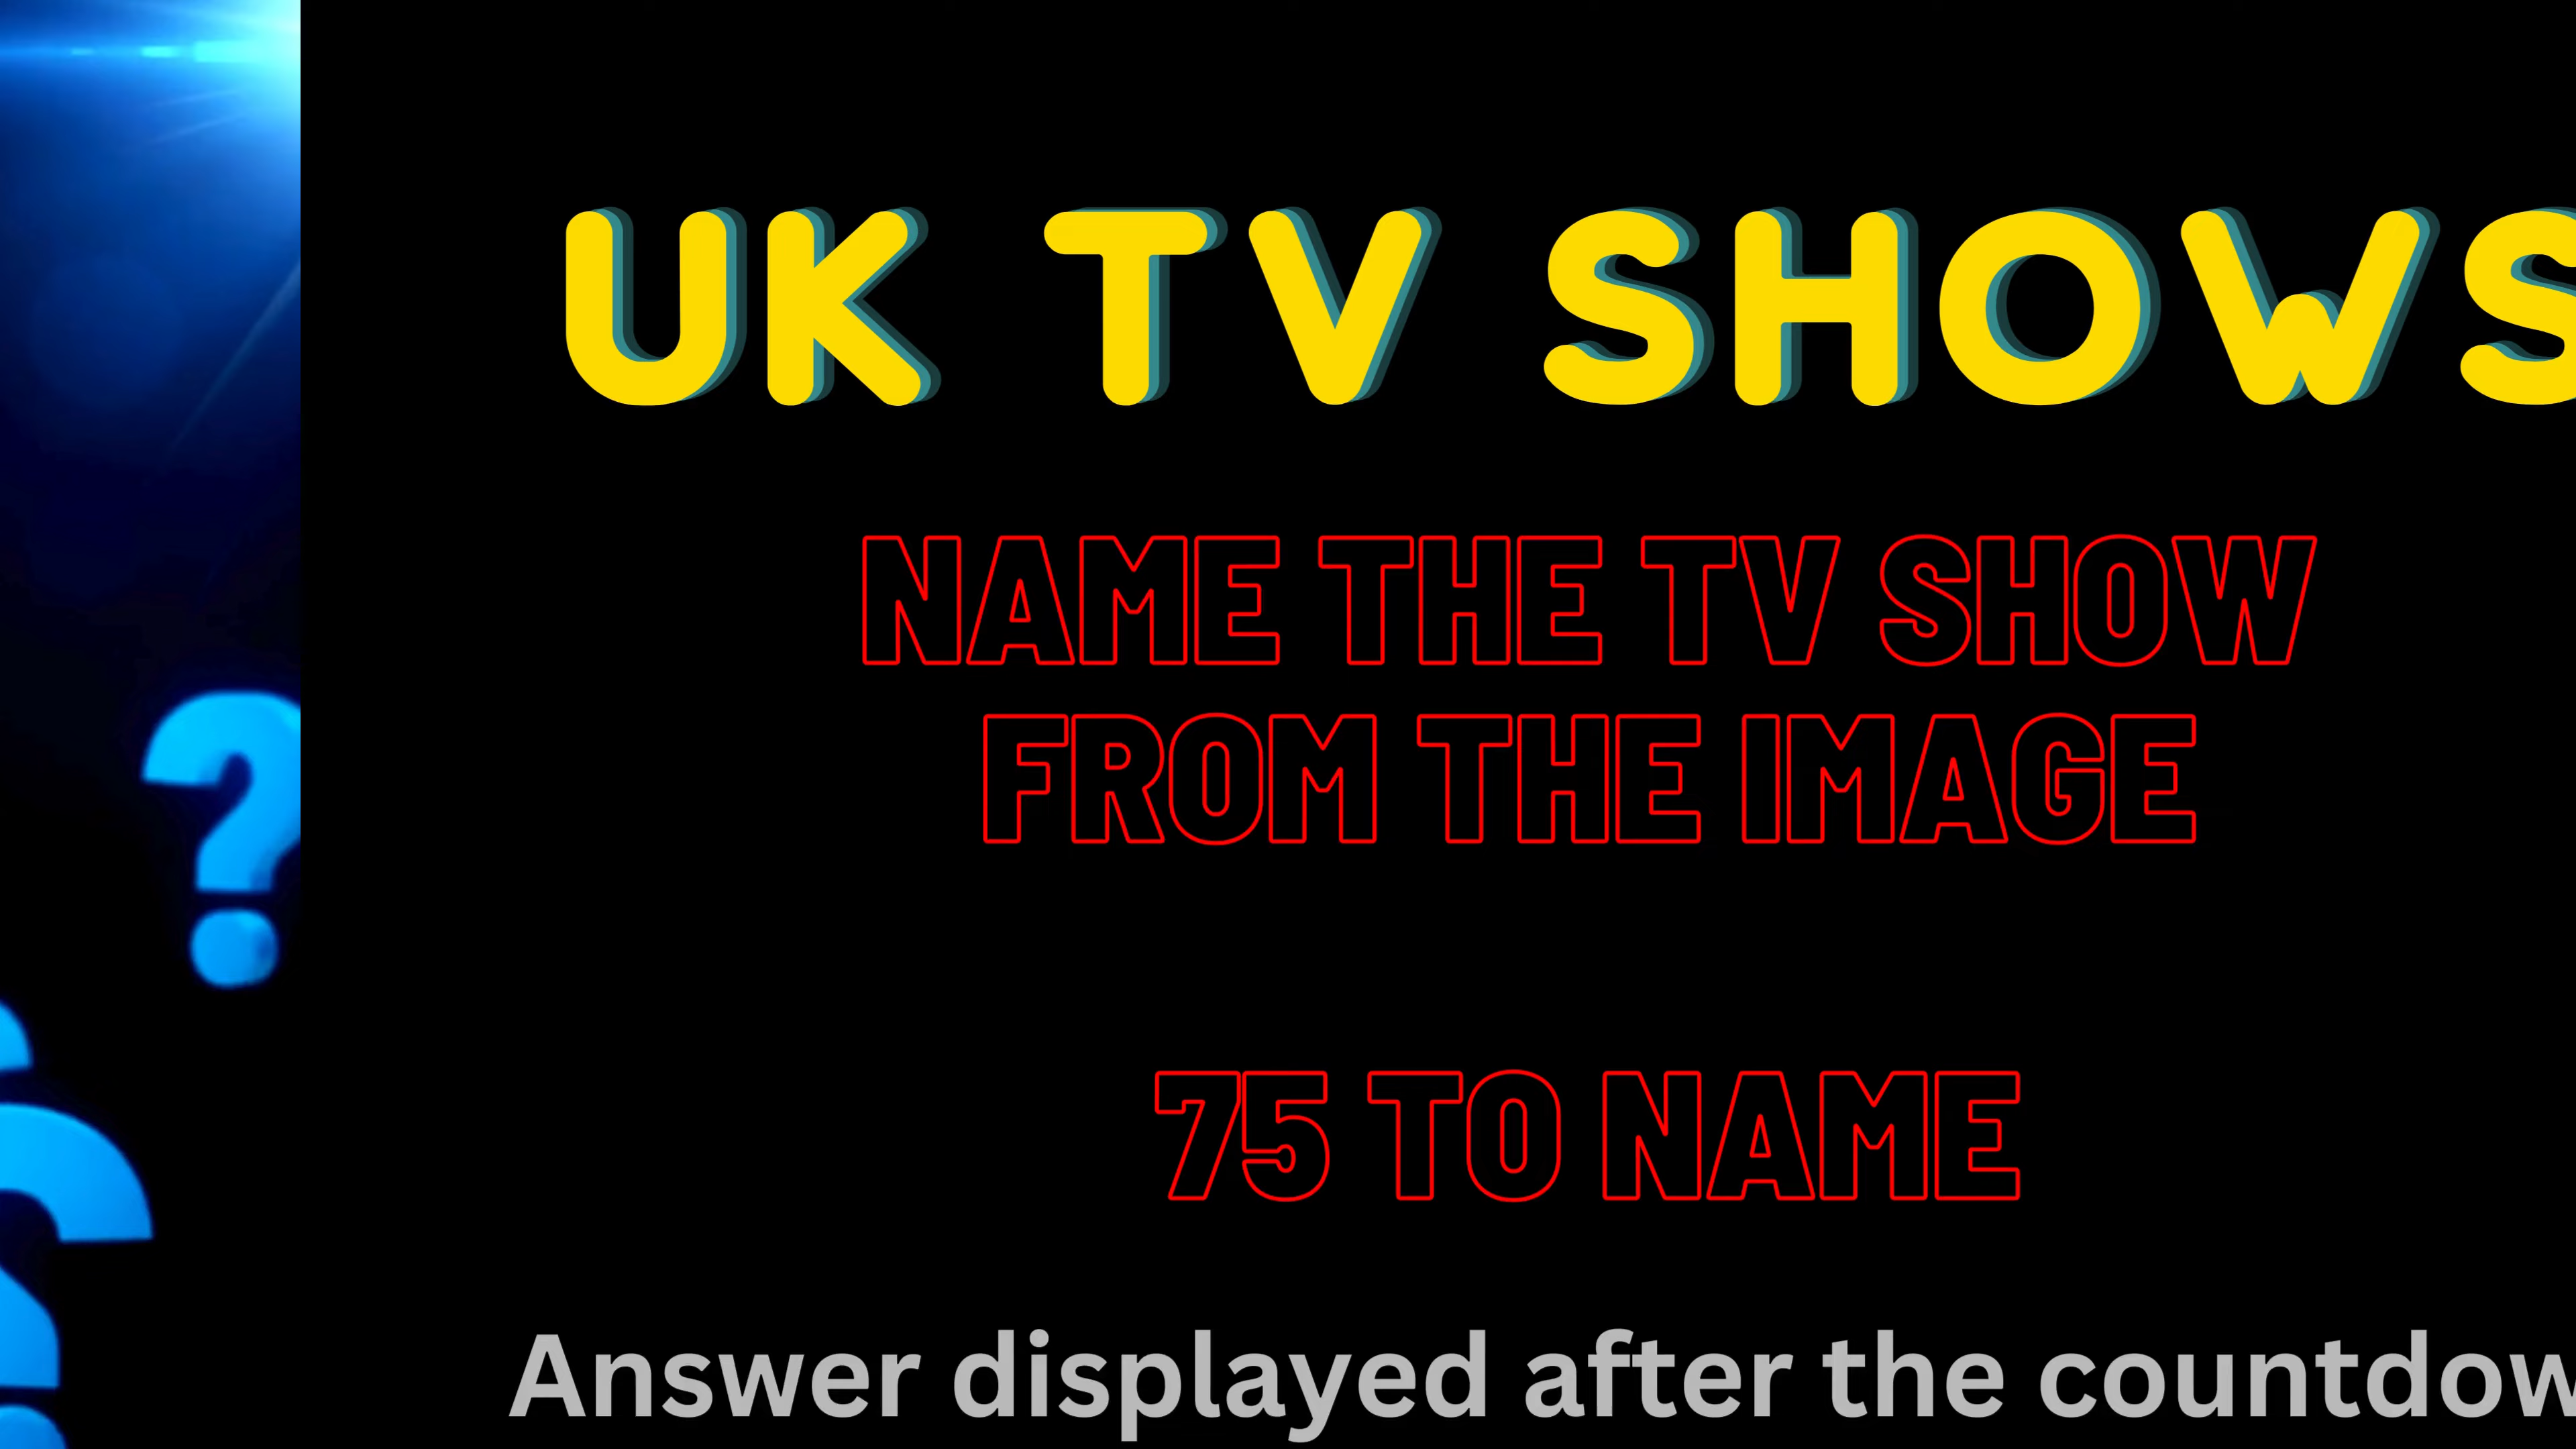 UK TV SHOWS
NAME THE TV SHOW
FROM THE IMAGE
75 TO NAME
Answer displayed after the countdow